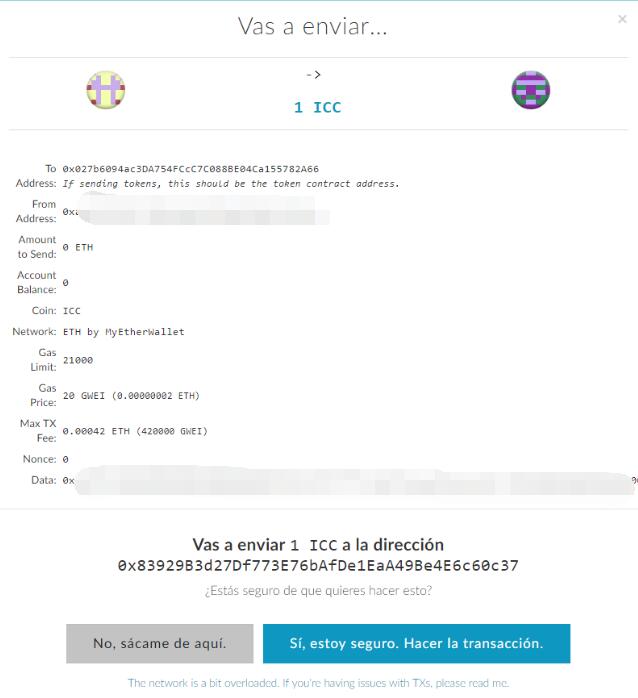 Vas a enviar...
×
->
1 ICC
To Address: 0x027b6094ac3DA754FCcC7C088BE04Ca155782A66
If sending tokens, this should be the token contract address.
From Address: 0x
Amount to Send: 0 ETH
Account Balance: 0
Coin: ICC
Network: ETH by MyEtherWallet
Gas Limit: 21000
Gas Price: 20 GWEI (0.00000002 ETH)
Max TX Fee: 0.00042 ETH (420000 GWEI)
Nonce: 0
Data: 0x
Vas a enviar 1 ICC a la dirección
0x83929B3d27Df773E76bAfDe1EaA49Be4E6c60c37
¿Estás seguro de que quieres hacer esto?
No, sácame de aquí.
Sí, estoy seguro. Hacer la transacción.
The network is a bit overloaded. If you're having issues with TXs, please read me.